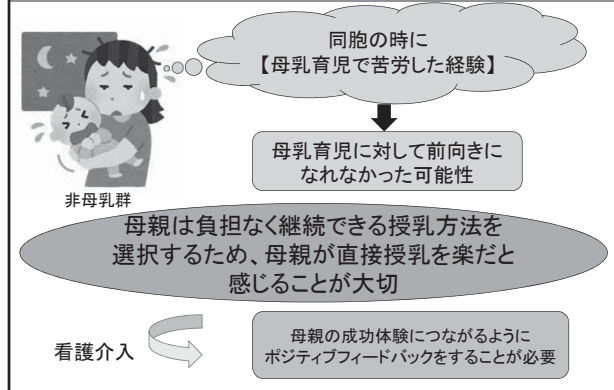 同胞の時に
【母乳育児で苦労した経験】
母乳育児に対して前向きに
なれなかった可能性
非母乳群
母親は負担なく継続できる授乳方法を
選択するため、母親が直接授乳を楽だと
感じることが大切
看護介入
母親の成功体験につながるように
ポジティブフィードバックをすることが必要